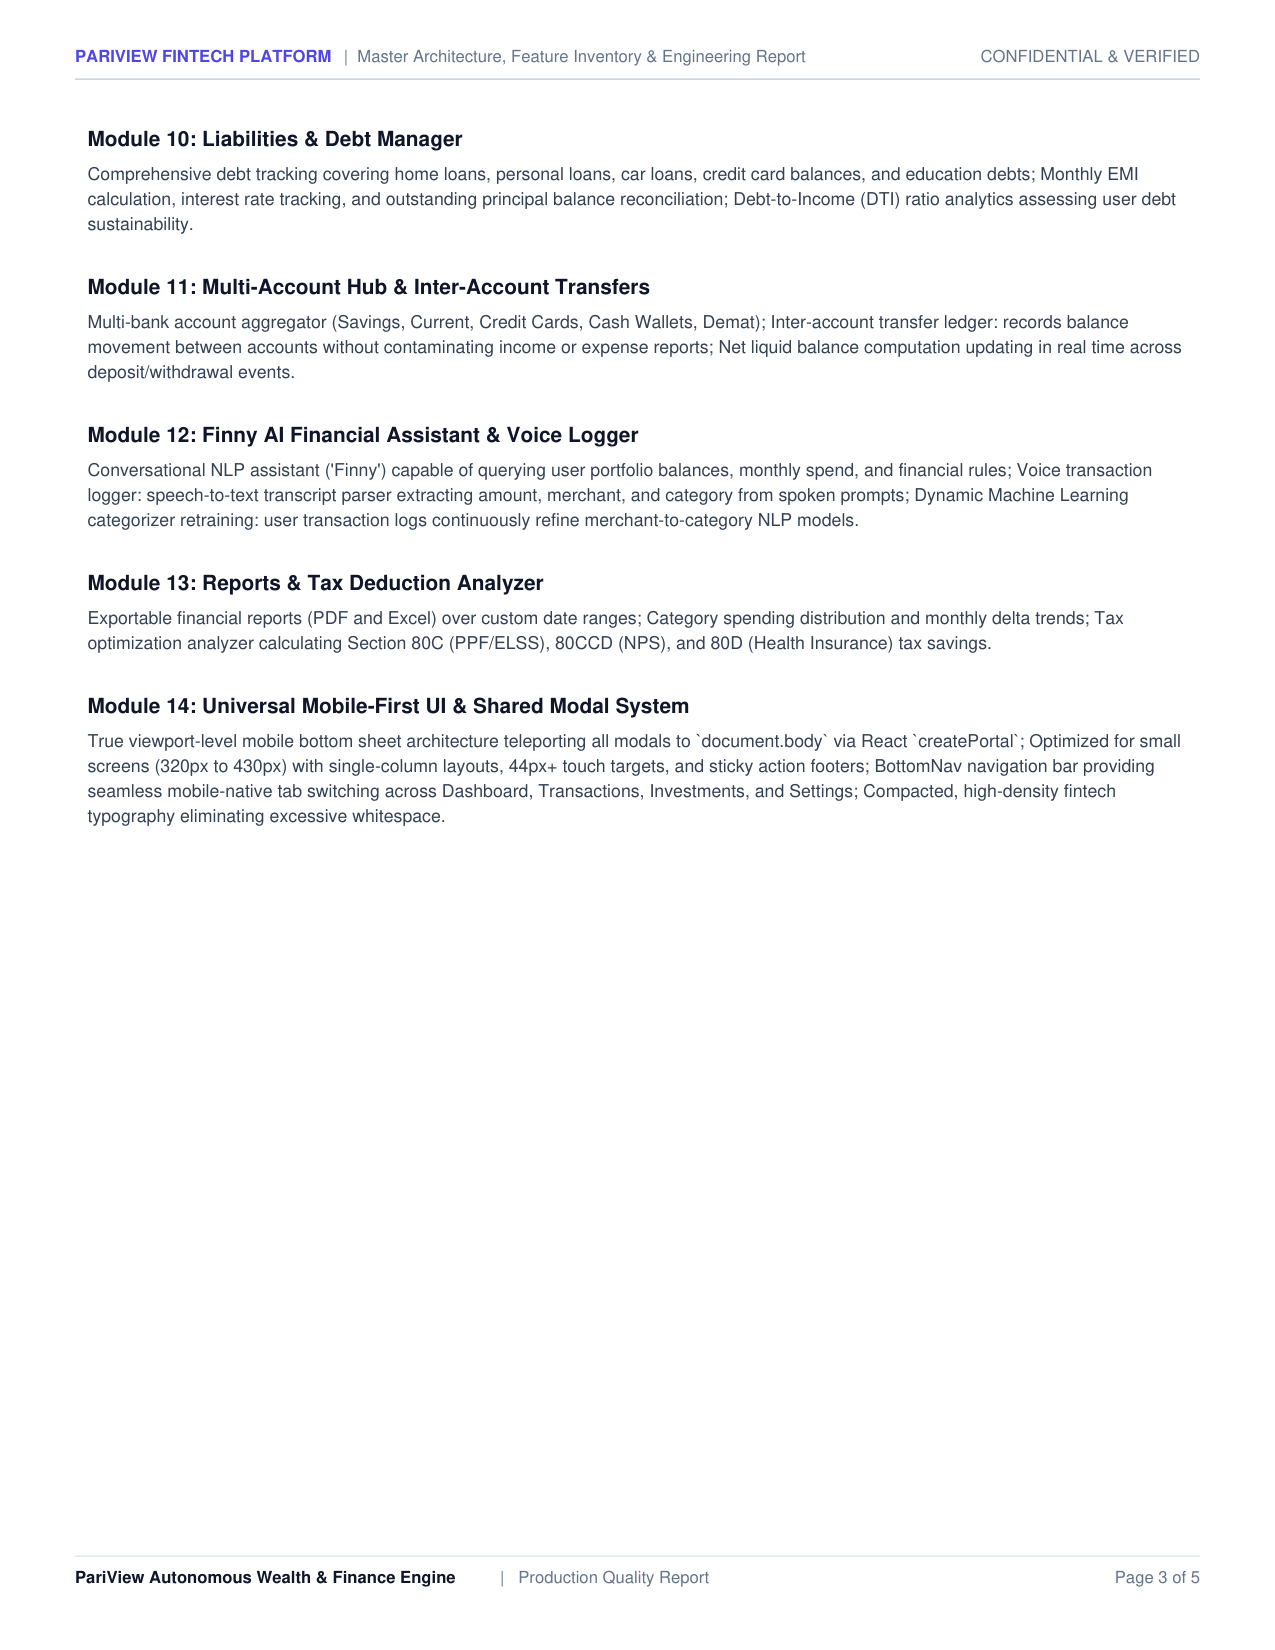 PARIVIEW FINTECH PLATFORM | Master Architecture, Feature Inventory & Engineering Report CONFIDENTIAL & VERIFIED
Module 10: Liabilities & Debt Manager
Comprehensive debt tracking covering home loans, personal loans, car loans, credit card balances, and education debts; Monthly EMI
calculation, interest rate tracking, and outstanding principal balance reconciliation; Debt-to-Income (DTI) ratio analytics assessing user debt
sustainability.
Module 11: Multi-Account Hub & Inter-Account Transfers
Multi-bank account aggregator (Savings, Current, Credit Cards, Cash Wallets, Demat); Inter-account transfer ledger: records balance
movement between accounts without contaminating income or expense reports; Net liquid balance computation updating in real time across
deposit/withdrawal events.
Module 12: Finny AI Financial Assistant & Voice Logger
Conversational NLP assistant ('Finny') capable of querying user portfolio balances, monthly spend, and financial rules; Voice transaction
logger: speech-to-text transcript parser extracting amount, merchant, and category from spoken prompts; Dynamic Machine Learning
categorizer retraining: user transaction logs continuously refine merchant-to-category NLP models.
Module 13: Reports & Tax Deduction Analyzer
Exportable financial reports (PDF and Excel) over custom date ranges; Category spending distribution and monthly delta trends; Tax
optimization analyzer calculating Section 80C (PPF/ELSS), 80CCD (NPS), and 80D (Health Insurance) tax savings.
Module 14: Universal Mobile-First UI & Shared Modal System
True viewport-level mobile bottom sheet architecture teleporting all modals to `document.body` via React `createPortal`; Optimized for small
screens (320px to 430px) with single-column layouts, 44px+ touch targets, and sticky action footers; BottomNav navigation bar providing
seamless mobile-native tab switching across Dashboard, Transactions, Investments, and Settings; Compacted, high-density fintech
typography eliminating excessive whitespace.
PariView Autonomous Wealth & Finance Engine | Production Quality Report Page 3 of 5